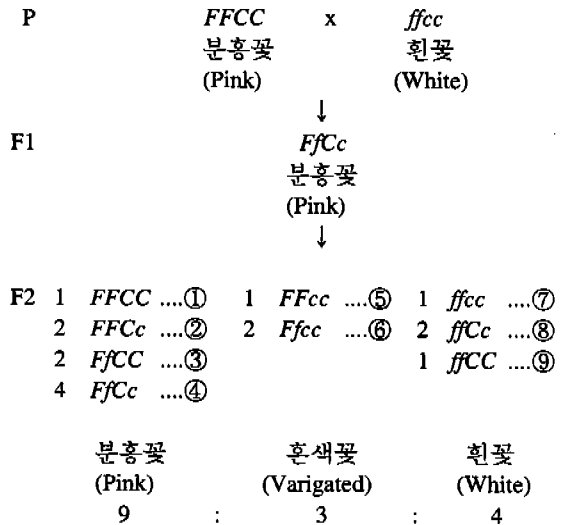 P FFCC x ffcc
분홍꽃 흰꽃
(Pink) (White)
↓
F1 FfCc
분홍꽃
(Pink)
↓
F2 1 FFCC ....① 1 FFcc ....⑤ 1 ffcc ....⑦
2 FFCc ....② 2 Ffcc ....⑥ 2 ffCc ....⑧
2 FfCC ....③ 1 ffCC ....⑨
4 FfCc ....④
분홍꽃 혼색꽃 흰꽃
(Pink) (Varigated) (White)
9 : 3 : 4